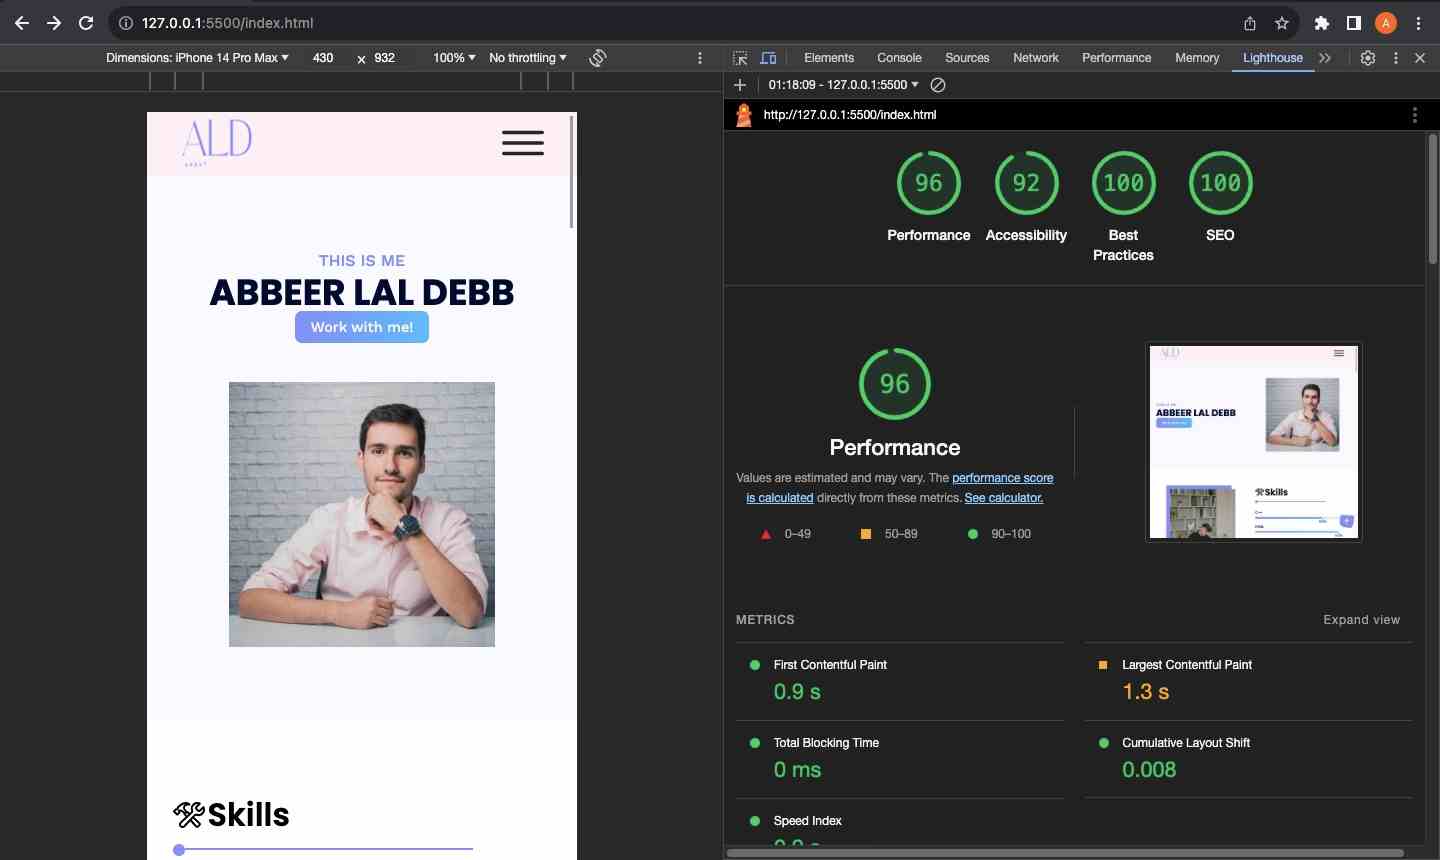 127.0.0.1:5500/index.html
A
Dimensions: iPhone 14 Pro Max 430 x 932 100% No throttling
Elements Console Sources Network Performance Memory Lighthouse
01:18:09 - 127.0.0.1:5500
http://127.0.0.1:5500/index.html
ALD
THIS IS ME
ABBEER LAL DEBB
Work with me!
🛠Skills
96 92 100 100
Performance Accessibility Best Practices SEO
96
Performance
Values are estimated and may vary. The performance score
is calculated directly from these metrics. See calculator.
0–49 50–89 90–100
ALD
ABBEER LAL DEBB
🛠Skills
METRICS Expand view
First Contentful Paint
0.9 s
Largest Contentful Paint
1.3 s
Total Blocking Time
0 ms
Cumulative Layout Shift
0.008
Speed Index